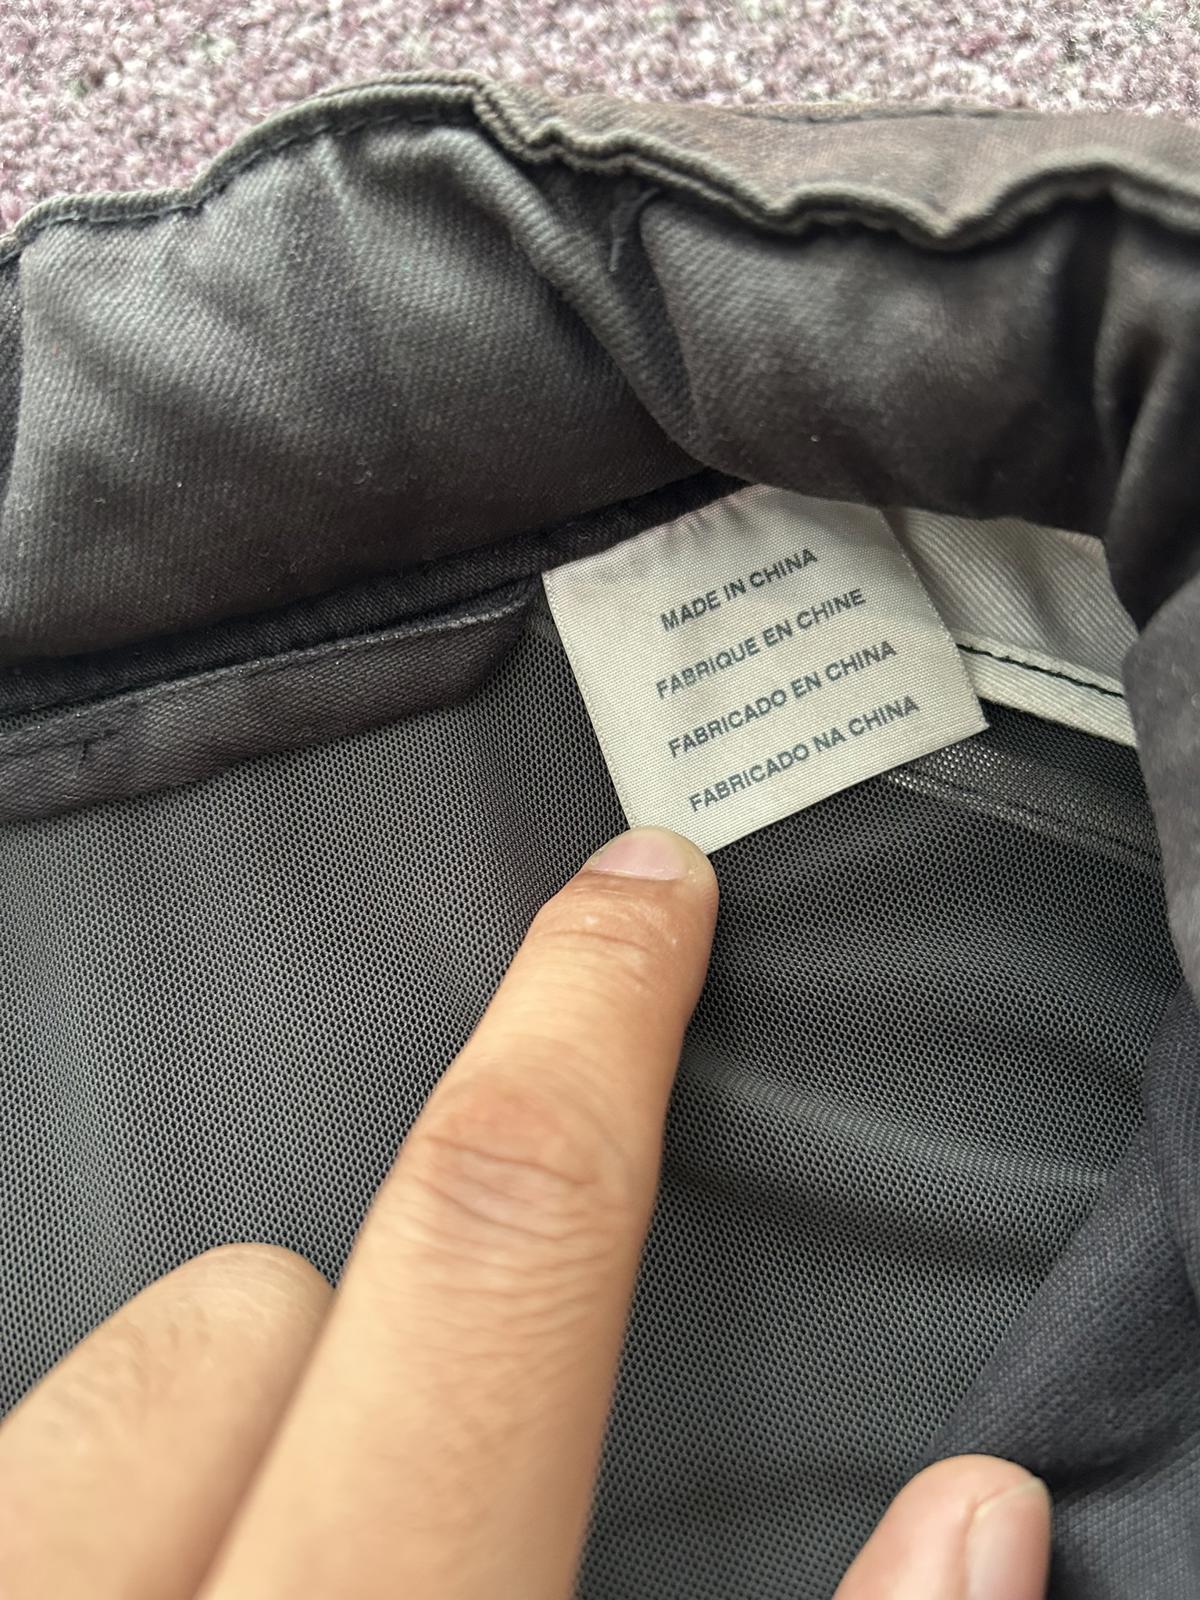 MADE IN CHINA
FABRIQUE EN CHINE
FABRICADO EN CHINA
FABRICADO NA CHINA